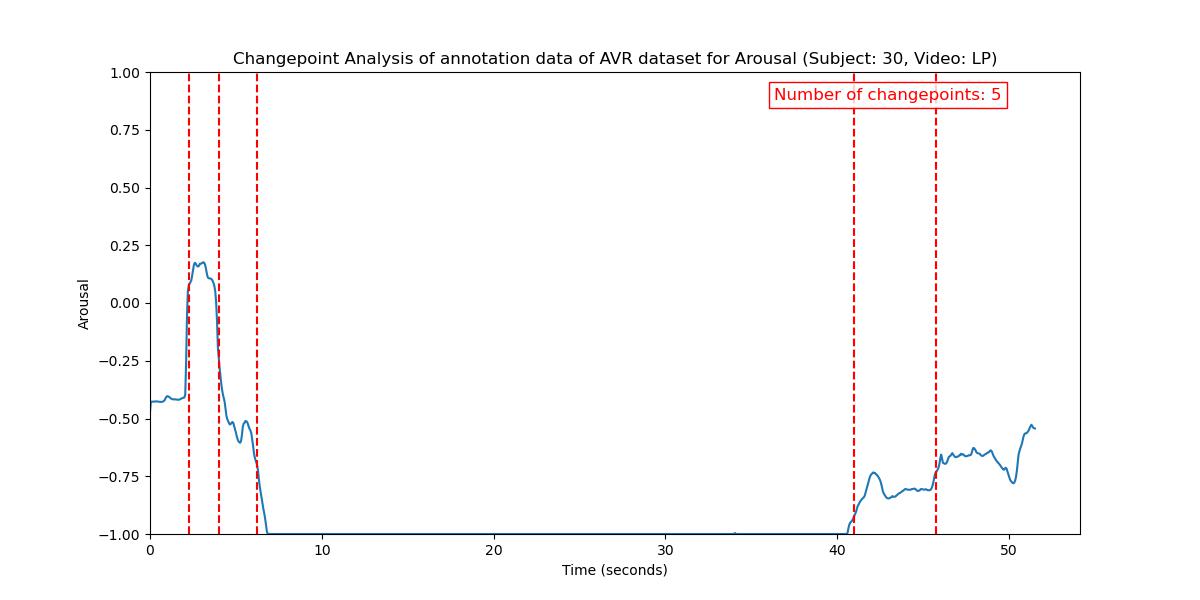 Changepoint Analysis of annotation data of AVR dataset for Arousal (Subject: 30, Video: LP)
Number of changepoints: 5
1.00
0.75
0.50
0.25
0.00
−0.25
−0.50
−0.75
−1.00
Arousal
0 10 20 30 40 50
Time (seconds)